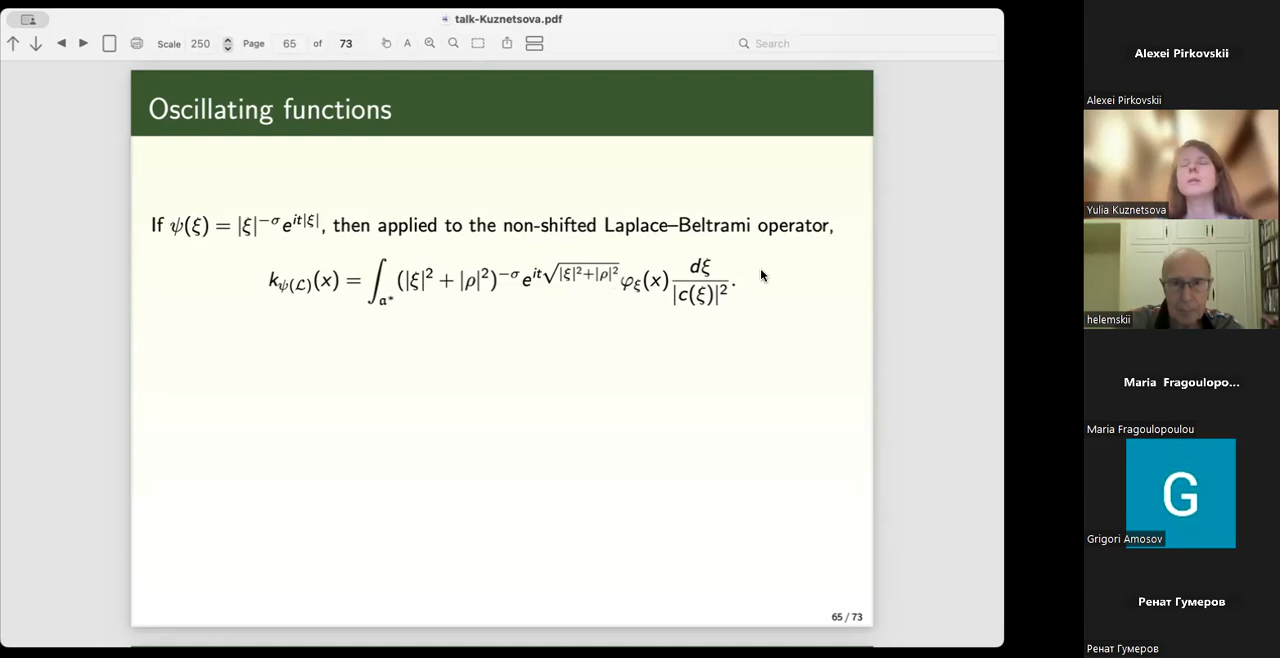 talk-Kuznetsova.pdf
Scale 250 Page 65 of 73 A Search
Oscillating functions
If ψ(ξ) = |ξ|^{−σ} e^{it|ξ|}, then applied to the non-shifted Laplace–Beltrami operator,
k_{ψ(ℒ)}(x) = ∫_{𝔞*} (|ξ|² + |ρ|²)^{−σ} e^{it√(|ξ|²+|ρ|²)} φ_ξ(x) dξ/|c(ξ)|².
65 / 73
Alexei Pirkovskii
Alexei Pirkovskii
Yulia Kuznetsova
helemskii
Maria Fragoulopo...
Maria Fragoulopoulou
G
Grigori Amosov
Ренат Гумеров
Ренат Гумеров